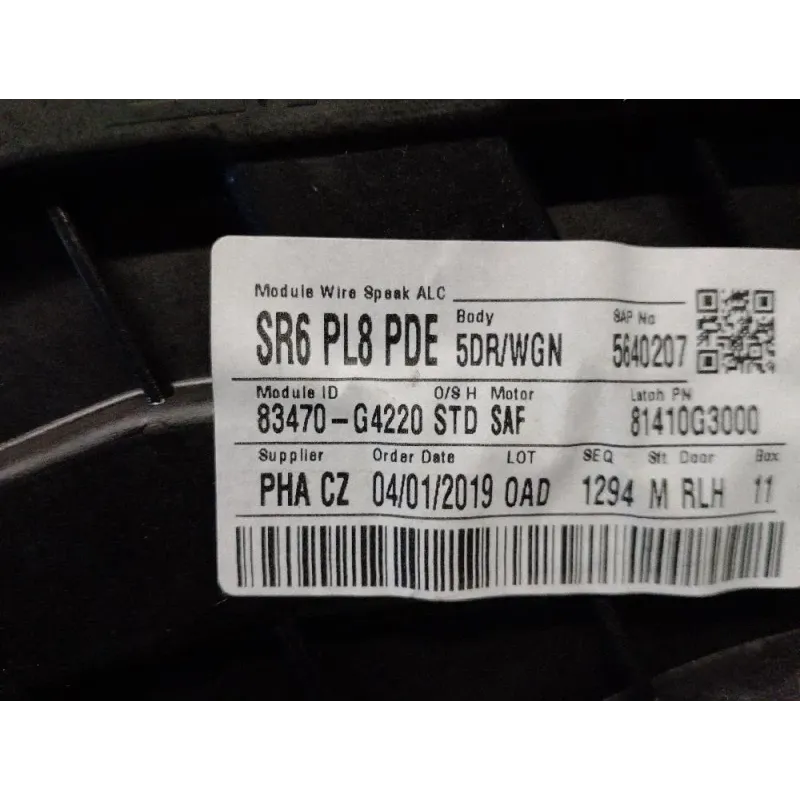 Module Wire Speak ALC
SR6 PL8 PDE
Body
5DR/WGN
SAP No
5640207
Module ID O/S H Motor Latch PN
83470-G4220 STD SAF 81410G3000
Supplier Order Date LOT SEQ Sft Door Box
PHA CZ 04/01/2019 0AD 1294 M RLH 11